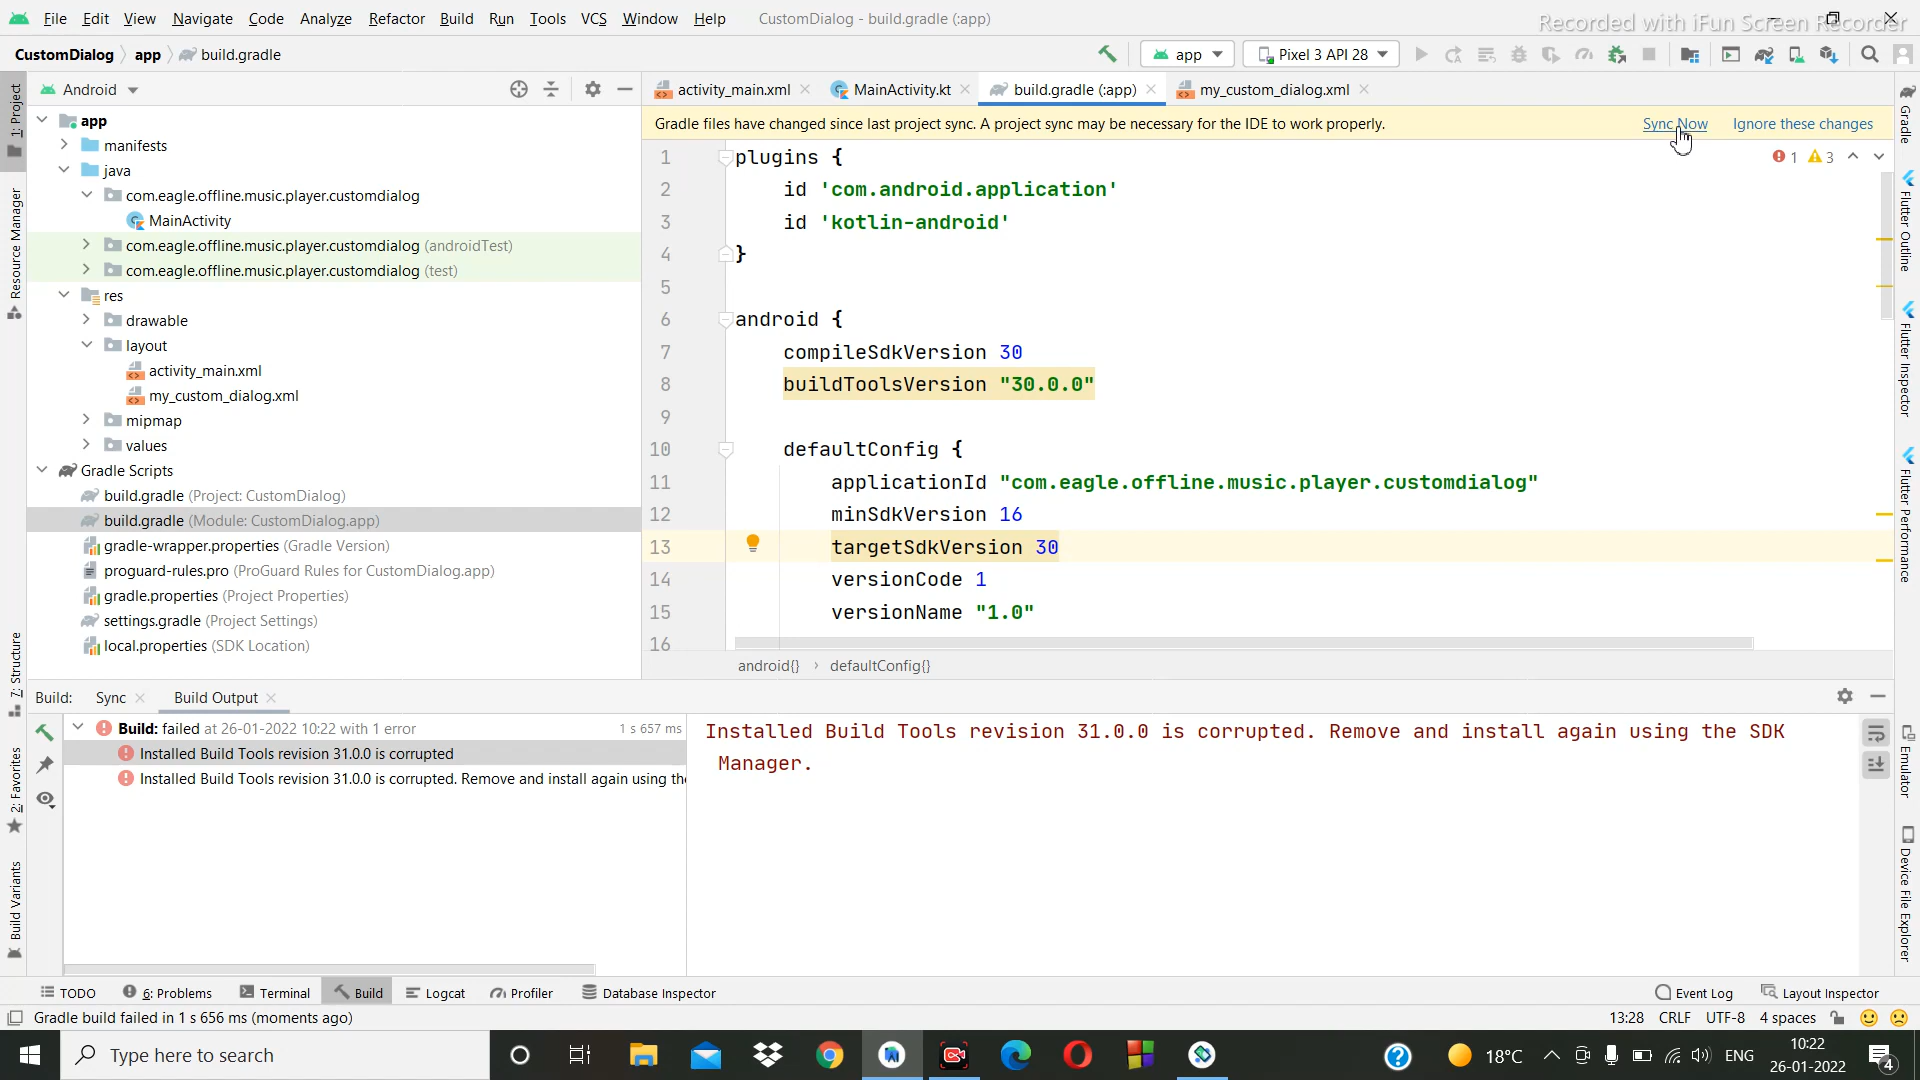 File Edit View Navigate Code Analyze Refactor Build Run Tools VCS Window Help CustomDialog - build.gradle (:app)
Recorded with iFun Screen Recorder
CustomDialog app build.gradle
app Pixel 3 API 28
Android
activity_main.xml MainActivity.kt build.gradle (:app) my_custom_dialog.xml
Gradle files have changed since last project sync. A project sync may be necessary for the IDE to work properly. Sync Now Ignore these changes
1 3
1: Project
Resource Manager
7: Structure
2: Favorites
Build Variants
app
manifests
java
com.eagle.offline.music.player.customdialog
MainActivity
com.eagle.offline.music.player.customdialog (androidTest)
com.eagle.offline.music.player.customdialog (test)
res
drawable
layout
activity_main.xml
my_custom_dialog.xml
mipmap
values
Gradle Scripts
build.gradle (Project: CustomDialog)
build.gradle (Module: CustomDialog.app)
gradle-wrapper.properties (Gradle Version)
proguard-rules.pro (ProGuard Rules for CustomDialog.app)
gradle.properties (Project Properties)
settings.gradle (Project Settings)
local.properties (SDK Location)
1 plugins {
2 id 'com.android.application'
3 id 'kotlin-android'
4 }
5
6 android {
7 compileSdkVersion 30
8 buildToolsVersion "30.0.0"
9
10 defaultConfig {
11 applicationId "com.eagle.offline.music.player.customdialog"
12 minSdkVersion 16
13 targetSdkVersion 30
14 versionCode 1
15 versionName "1.0"
16
android{} defaultConfig{}
Gradle
Flutter Outline
Flutter Inspector
Flutter Performance
Emulator
Device File Explorer
Build: Sync Build Output
Build: failed at 26-01-2022 10:22 with 1 error 1 s 657 ms
Installed Build Tools revision 31.0.0 is corrupted
Installed Build Tools revision 31.0.0 is corrupted. Remove and install again using the
Installed Build Tools revision 31.0.0 is corrupted. Remove and install again using the SDK
Manager.
TODO 6: Problems Terminal Build Logcat Profiler Database Inspector Event Log Layout Inspector
Gradle build failed in 1 s 656 ms (moments ago) 13:28 CRLF UTF-8 4 spaces
Type here to search 18°C ENG
10:22
26-01-2022
4